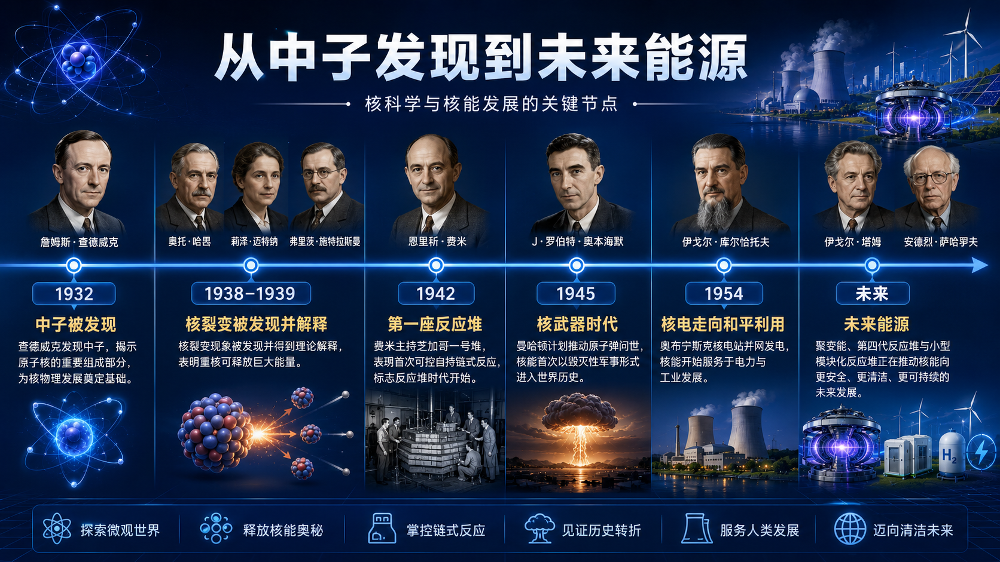 从中子发现到未来能源
核科学与核能发展的关键节点
詹姆斯·查德威克
奥托·哈恩
莉泽·迈特纳
弗里茨·施特拉斯曼
恩里科·费米
J·罗伯特·奥本海默
伊戈尔·库尔恰托夫
伊戈尔·塔姆
安德烈·萨哈罗夫
1932
中子被发现
查德威克发现中子，揭示
原子核的重要组成部分，
为核物理发展奠定基础。
1938–1939
核裂变被发现并解释
核裂变现象被发现并得到理论解释，
表明重核可释放巨大能量。
1942
第一座反应堆
费米主持芝加哥一号堆，
表明首次可控自持链式反应，
标志反应堆时代开始。
1945
核武器时代
曼哈顿计划推动原子弹问世，
核能首次以毁灭性军事形式
进入世界历史。
1954
核电走向和平利用
奥布宁斯克核电站并网发电，
核能开始服务于电力与
工业发展。
未来
未来能源
聚变能、第四代反应堆与小型
模块化反应堆正在推动核能向
更安全、更清洁、更可持续的
未来发展。
H₂
探索微观世界
释放核能奥秘
掌控链式反应
见证历史转折
服务人类发展
迈向清洁未来